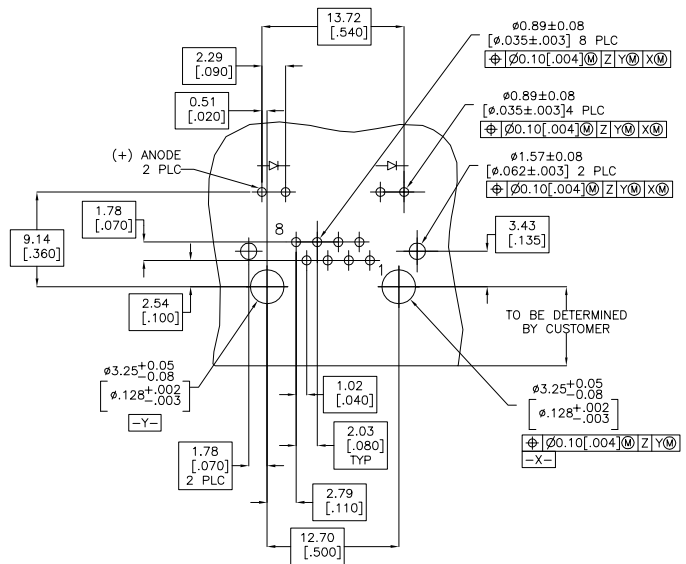 13.72
[.540]
ø0.89±0.08
[ø.035±.003] 8 PLC
⌖ Ø0.10[.004]Ⓜ Z YⓂ XⓂ
2.29
[.090]
0.51
[.020]
ø0.89±0.08
[ø.035±.003]4 PLC
⌖ Ø0.10[.004]Ⓜ Z YⓂ XⓂ
(+) ANODE
2 PLC
ø1.57±0.08
[ø.062±.003] 2 PLC
⌖ Ø0.10[.004]Ⓜ Z YⓂ XⓂ
1.78
[.070]
8
3.43
[.135]
9.14
[.360]
1
2.54
[.100]
TO BE DETERMINED
BY CUSTOMER
ø3.25+0.05
-0.08
[ø.128+.002
-.003]
-Y-
1.02
[.040]
ø3.25+0.05
-0.08
[ø.128+.002
-.003]
⌖ Ø0.10[.004]Ⓜ Z YⓂ
-X-
2.03
[.080]
TYP
1.78
[.070]
2 PLC
2.79
[.110]
12.70
[.500]